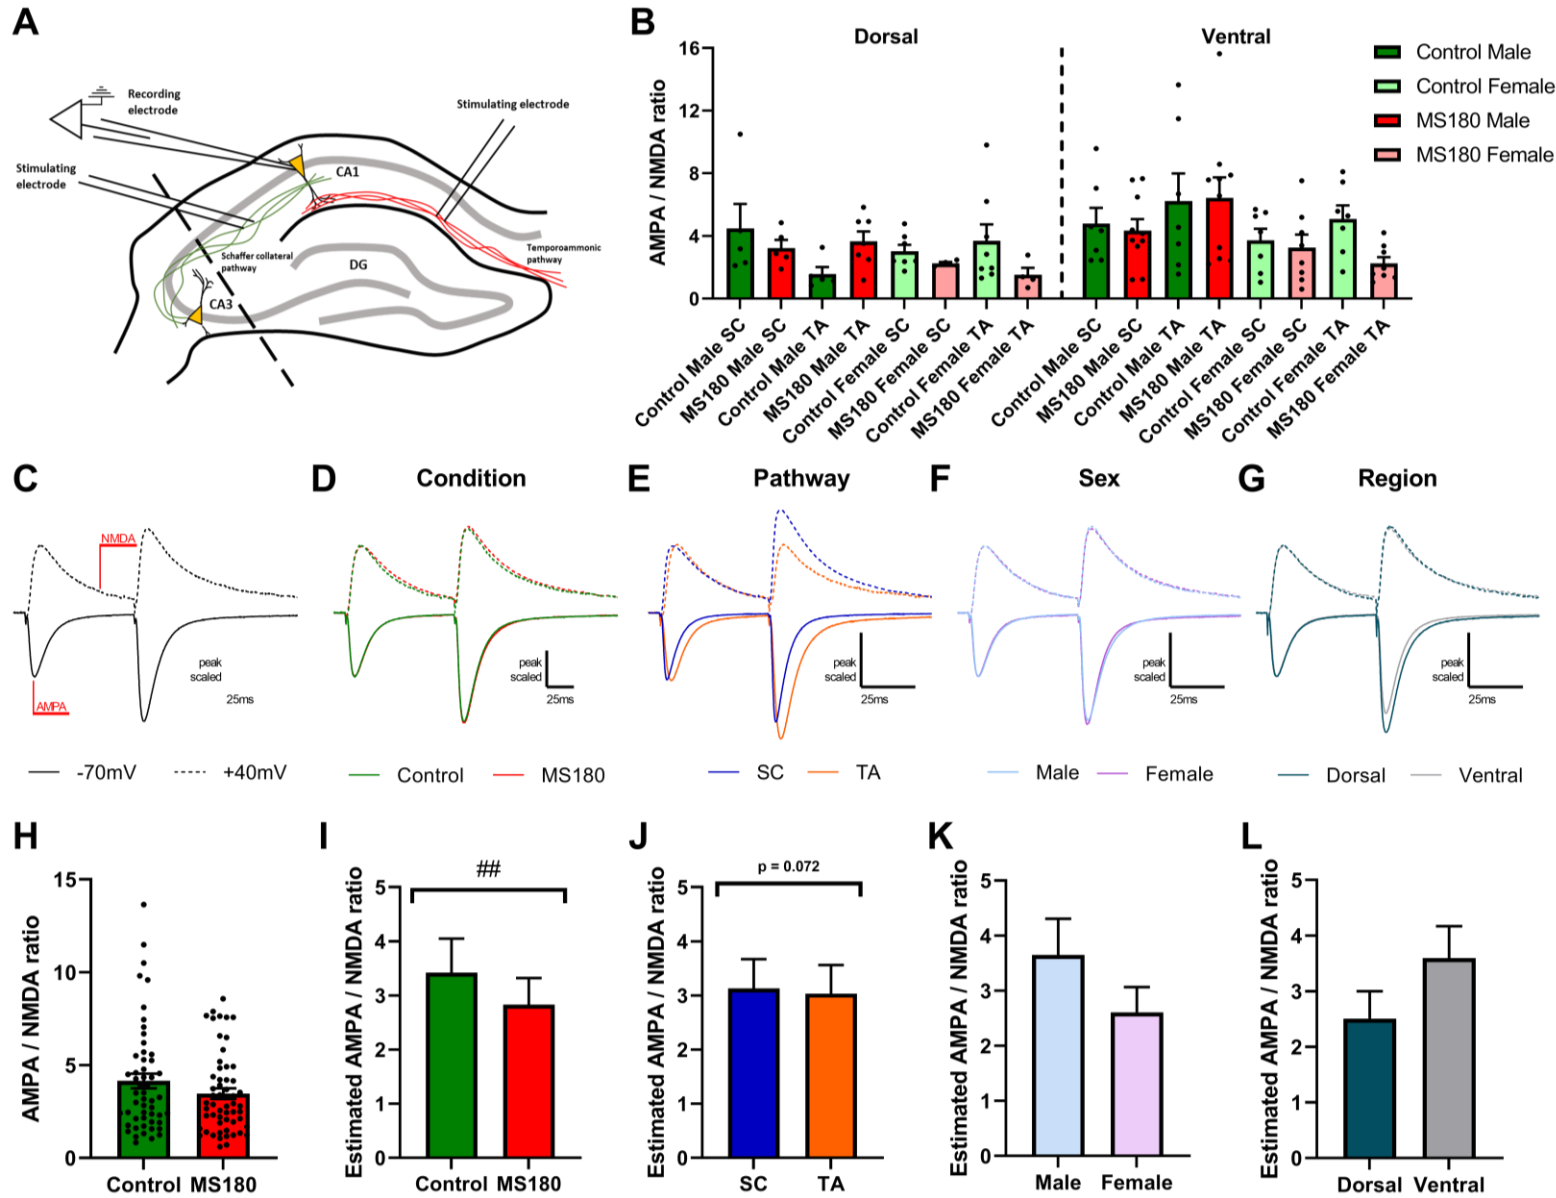 A
Recording
electrode
Stimulating electrode
Stimulating
electrode
CA1
Schaffer collateral
pathway
Temporoammonic
pathway
DG
CA3
B
Dorsal
Ventral
AMPA / NMDA ratio
16
12
8
4
0
Control Male SC
MS180 Male SC
Control Male TA
MS180 Male TA
Control Female SC
MS180 Female SC
Control Female TA
MS180 Female TA
Control Male SC
MS180 Male SC
Control Male TA
MS180 Male TA
Control Female SC
MS180 Female SC
Control Female TA
MS180 Female TA
Control Male
Control Female
MS180 Male
MS180 Female
C
NMDA
AMPA
peak
scaled
25ms
-70mV
+40mV
D
Condition
peak
scaled
25ms
Control
MS180
E
Pathway
peak
scaled
25ms
SC
TA
F
Sex
peak
scaled
25ms
Male
Female
G
Region
peak
scaled
25ms
Dorsal
Ventral
H
AMPA / NMDA ratio
15
10
5
0
Control MS180
I
Estimated AMPA / NMDA ratio
##
5
4
3
2
1
0
Control MS180
J
Estimated AMPA / NMDA ratio
p = 0.072
5
4
3
2
1
0
SC TA
K
Estimated AMPA / NMDA ratio
5
4
3
2
1
0
Male Female
L
Estimated AMPA / NMDA ratio
5
4
3
2
1
0
Dorsal Ventral